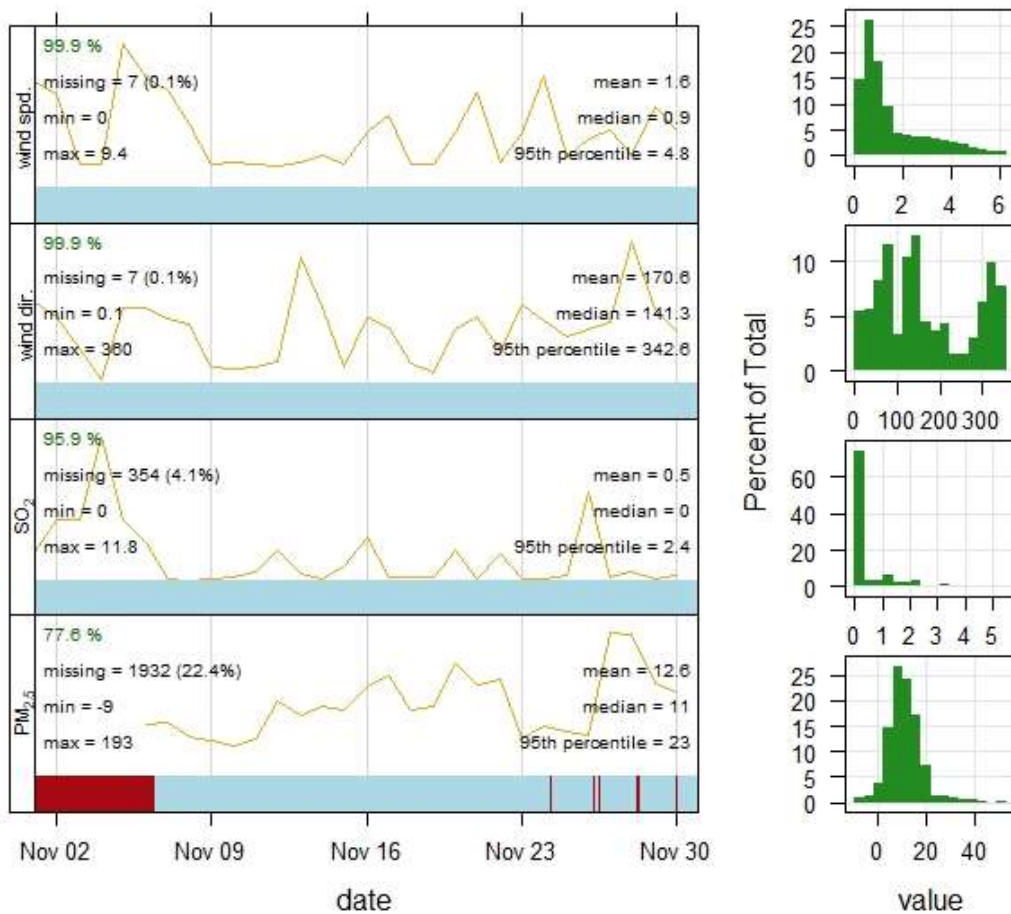 wind spd.
99.9 %
missing = 7 (0.1%)
min = 0
max = 9.4
mean = 1.6
median = 0.9
95th percentile = 4.8
wind dir.
99.9 %
missing = 7 (0.1%)
min = 0.1
max = 360
mean = 170.6
median = 141.3
95th percentile = 342.6
SO2
95.9 %
missing = 354 (4.1%)
min = 0
max = 11.8
mean = 0.5
median = 0
95th percentile = 2.4
PM2.5
77.6 %
missing = 1932 (22.4%)
min = -9
max = 193
mean = 12.6
median = 11
95th percentile = 23
Nov 02 Nov 09 Nov 16 Nov 23 Nov 30
date
Percent of Total
25
20
15
10
5
0
0 2 4 6
10
5
0
0 100 200 300
60
40
20
0
0 1 2 3 4 5
25
20
15
10
5
0
0 20 40
value